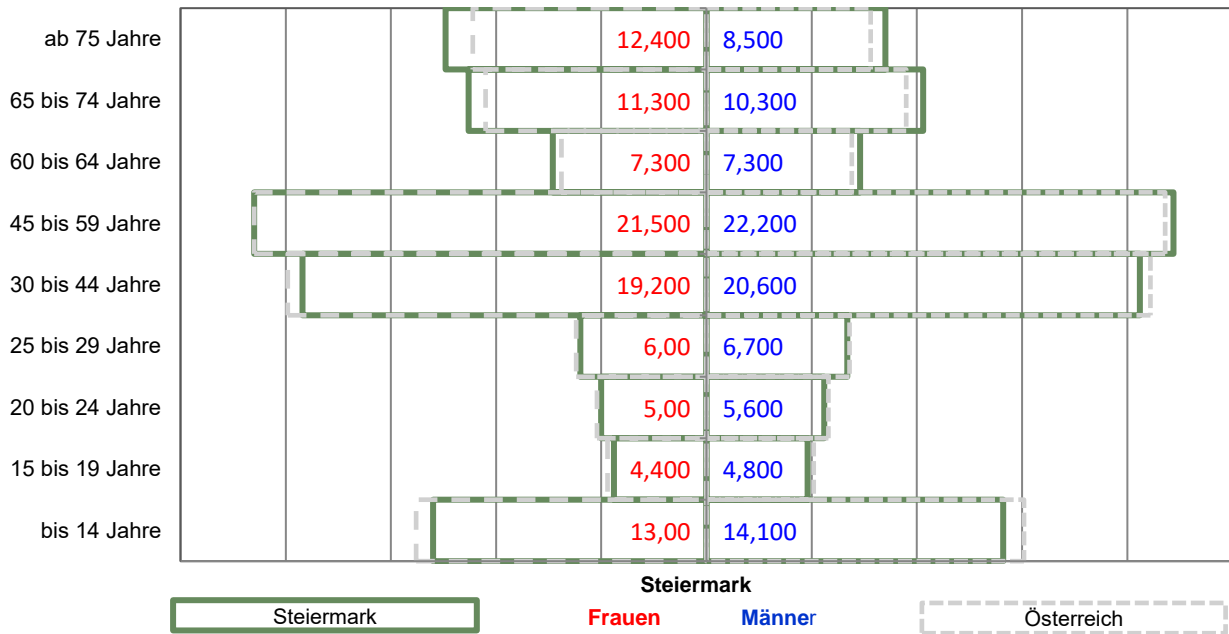 ab 75 Jahre 12,400 8,500
65 bis 74 Jahre 11,300 10,300
60 bis 64 Jahre 7,300 7,300
45 bis 59 Jahre 21,500 22,200
30 bis 44 Jahre 19,200 20,600
25 bis 29 Jahre 6,00 6,700
20 bis 24 Jahre 5,00 5,600
15 bis 19 Jahre 4,400 4,800
bis 14 Jahre 13,00 14,100
Steiermark
Steiermark Frauen Männer Österreich